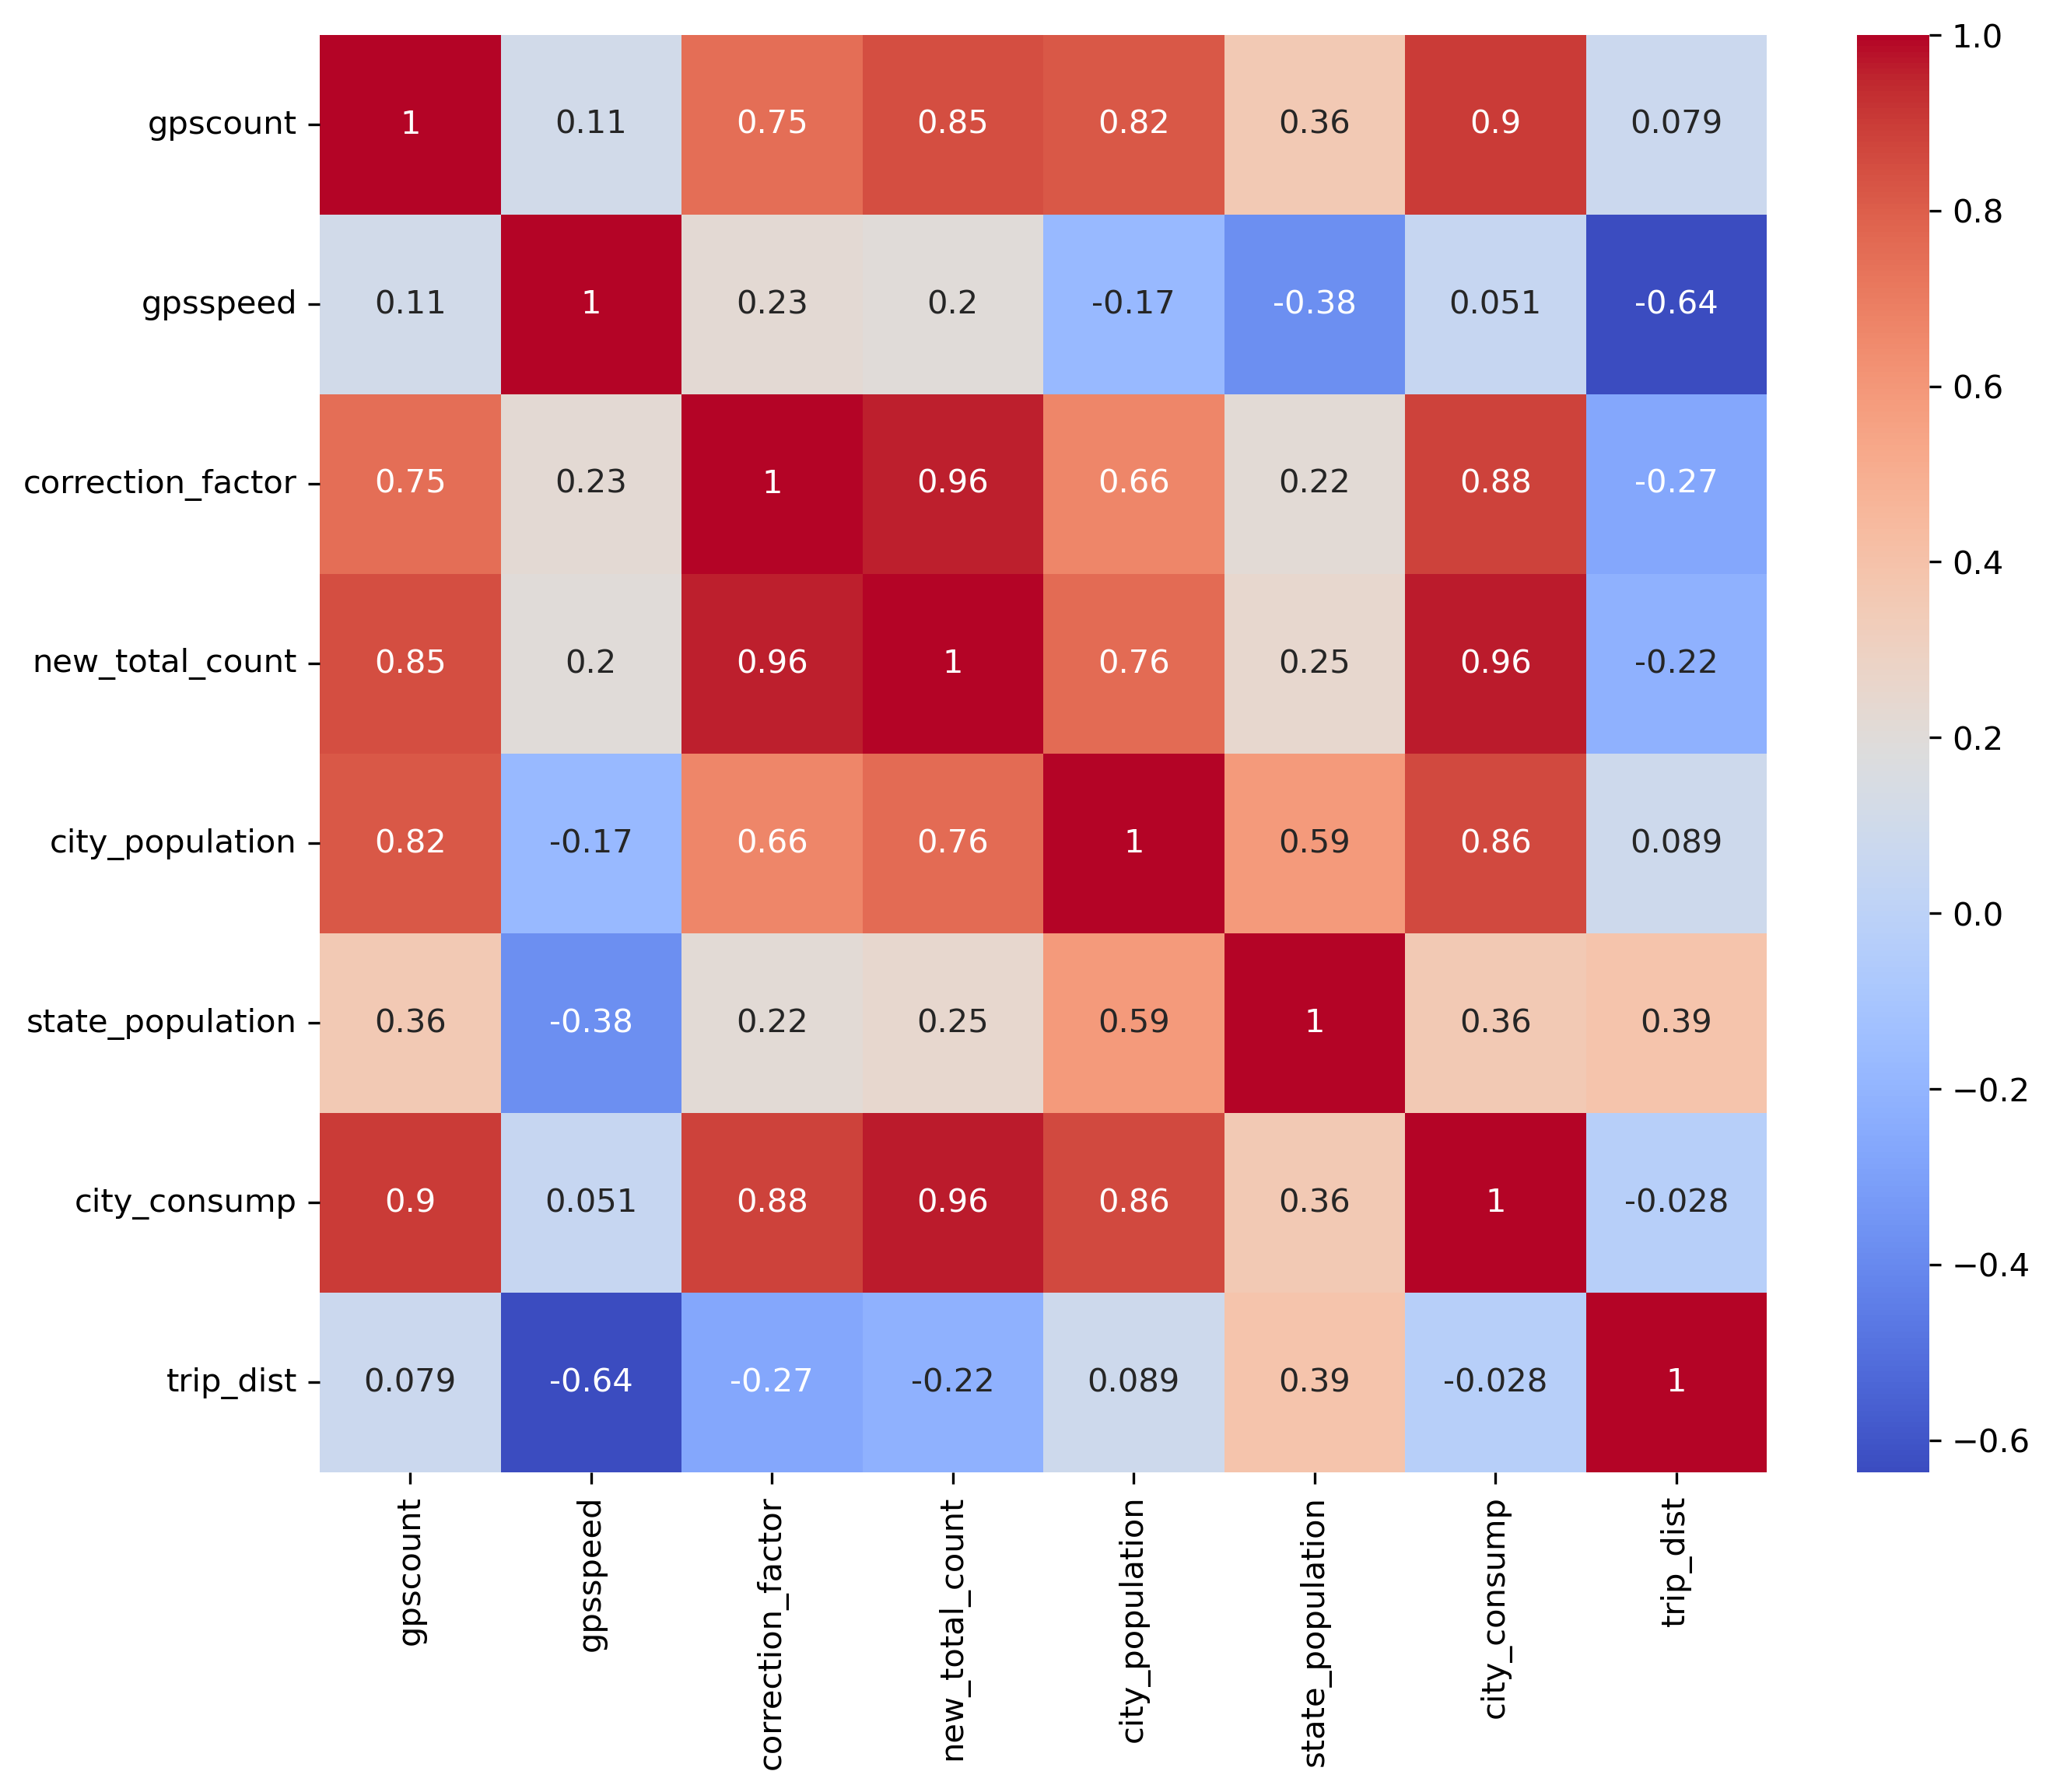 gpscount 1 0.11 0.75 0.85 0.82 0.36 0.9 0.079
gpsspeed 0.11 1 0.23 0.2 -0.17 -0.38 0.051 -0.64
correction_factor 0.75 0.23 1 0.96 0.66 0.22 0.88 -0.27
new_total_count 0.85 0.2 0.96 1 0.76 0.25 0.96 -0.22
city_population 0.82 -0.17 0.66 0.76 1 0.59 0.86 0.089
state_population 0.36 -0.38 0.22 0.25 0.59 1 0.36 0.39
city_consump 0.9 0.051 0.88 0.96 0.86 0.36 1 -0.028
trip_dist 0.079 -0.64 -0.27 -0.22 0.089 0.39 -0.028 1
gpscount
gpsspeed
correction_factor
new_total_count
city_population
state_population
city_consump
trip_dist
1.0
0.8
0.6
0.4
0.2
0.0
−0.2
−0.4
−0.6